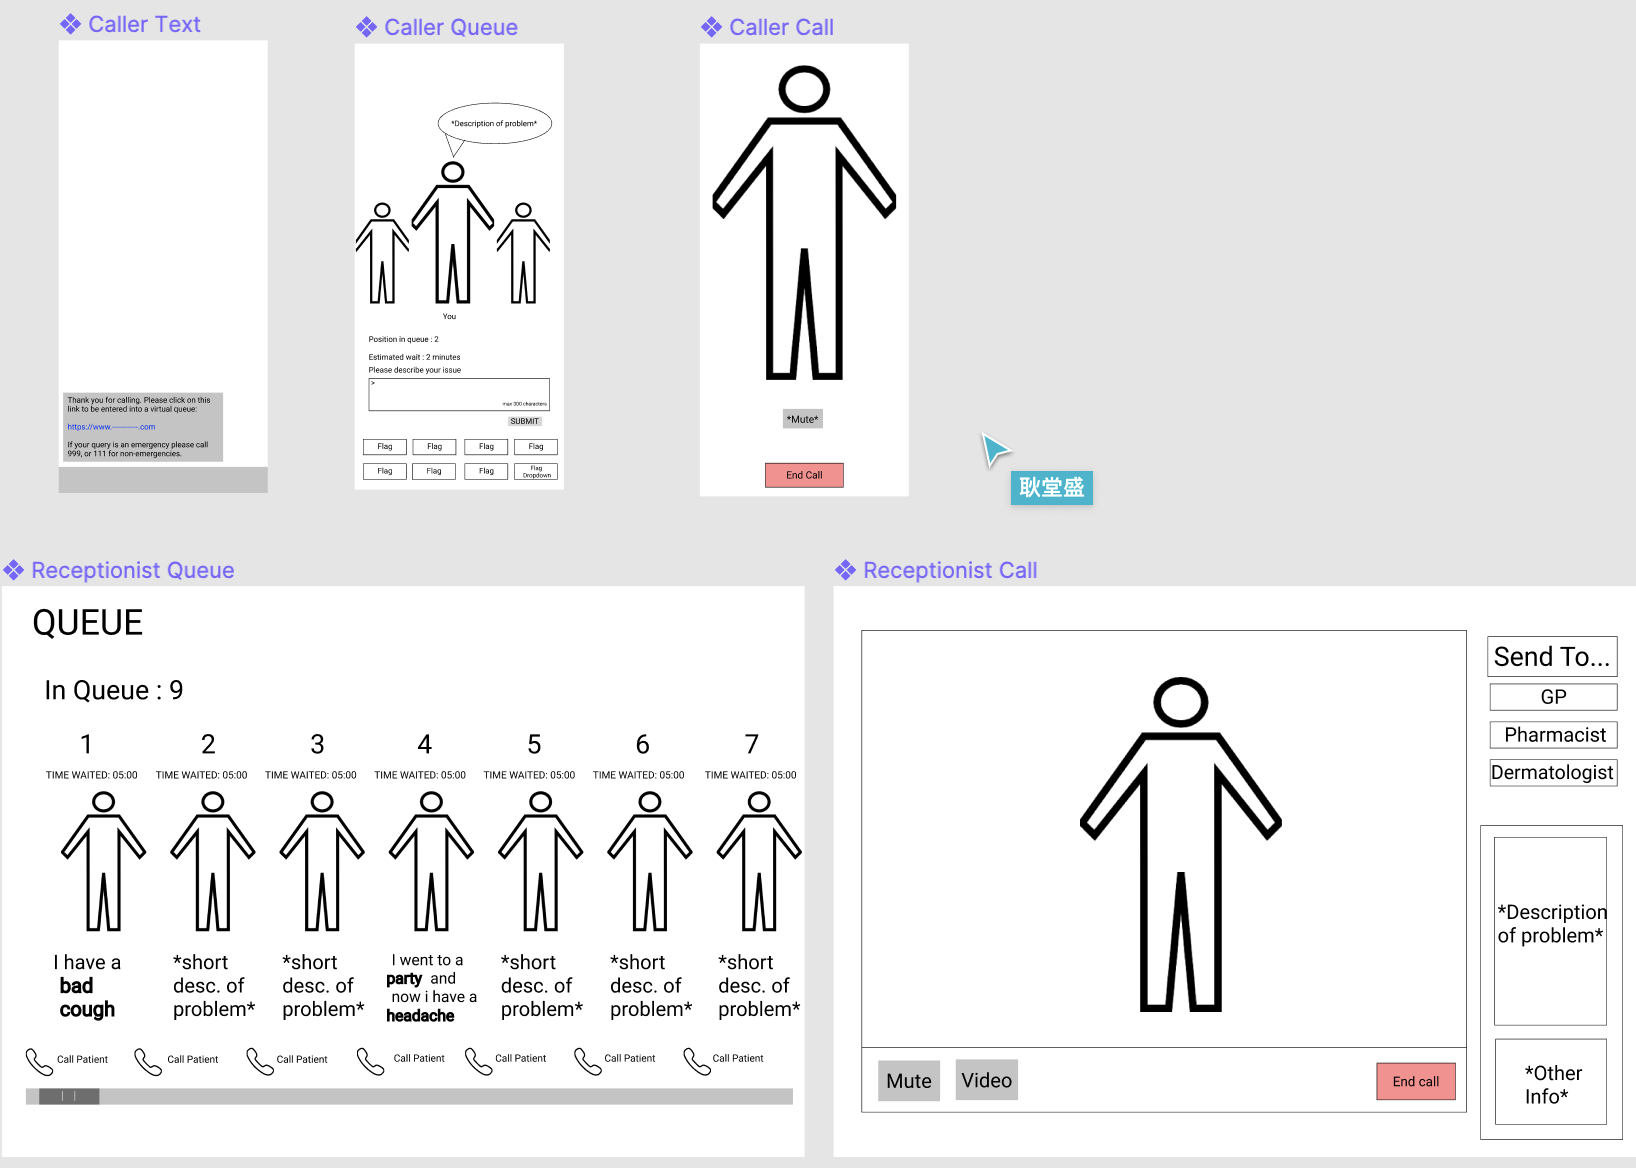 Caller Text
Thank you for calling. Please click on this
link to be entered into a virtual queue:
https://www.----------.com
If your query is an emergency please call
999, or 111 for non-emergencies.
Caller Queue
*Description of problem*
You
Position in queue : 2
Estimated wait : 2 minutes
Please describe your issue
>
max 300 characters
SUBMIT
Flag Flag Flag Flag
Flag Flag Flag Flag
Dropdown
Caller Call
*Mute*
End Call
耿堂盛
Receptionist Queue
QUEUE
In Queue : 9
1 2 3 4 5 6 7
TIME WAITED: 05:00 TIME WAITED: 05:00 TIME WAITED: 05:00 TIME WAITED: 05:00 TIME WAITED: 05:00 TIME WAITED: 05:00 TIME WAITED: 05:00
I have a
bad
cough
*short
desc. of
problem*
*short
desc. of
problem*
I went to a
party and
now i have a
headache
*short
desc. of
problem*
*short
desc. of
problem*
*short
desc. of
problem*
Call Patient Call Patient Call Patient Call Patient Call Patient Call Patient Call Patient
Receptionist Call
Mute Video End call
Send To...
GP
Pharmacist
Dermatologist
*Description
of problem*
*Other
Info*